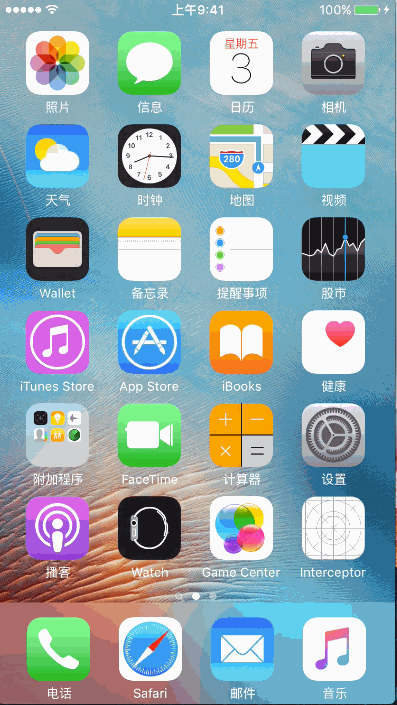 上午9:41
100%
星期五
3
照片
信息
日历
相机
12
280
天气
时钟
地图
视频
Wallet
备忘录
提醒事项
股市
iTunes Store
App Store
iBooks
健康
附加程序
FaceTime
计算器
设置
播客
Watch
Game Center
Interceptor
电话
Safari
邮件
音乐